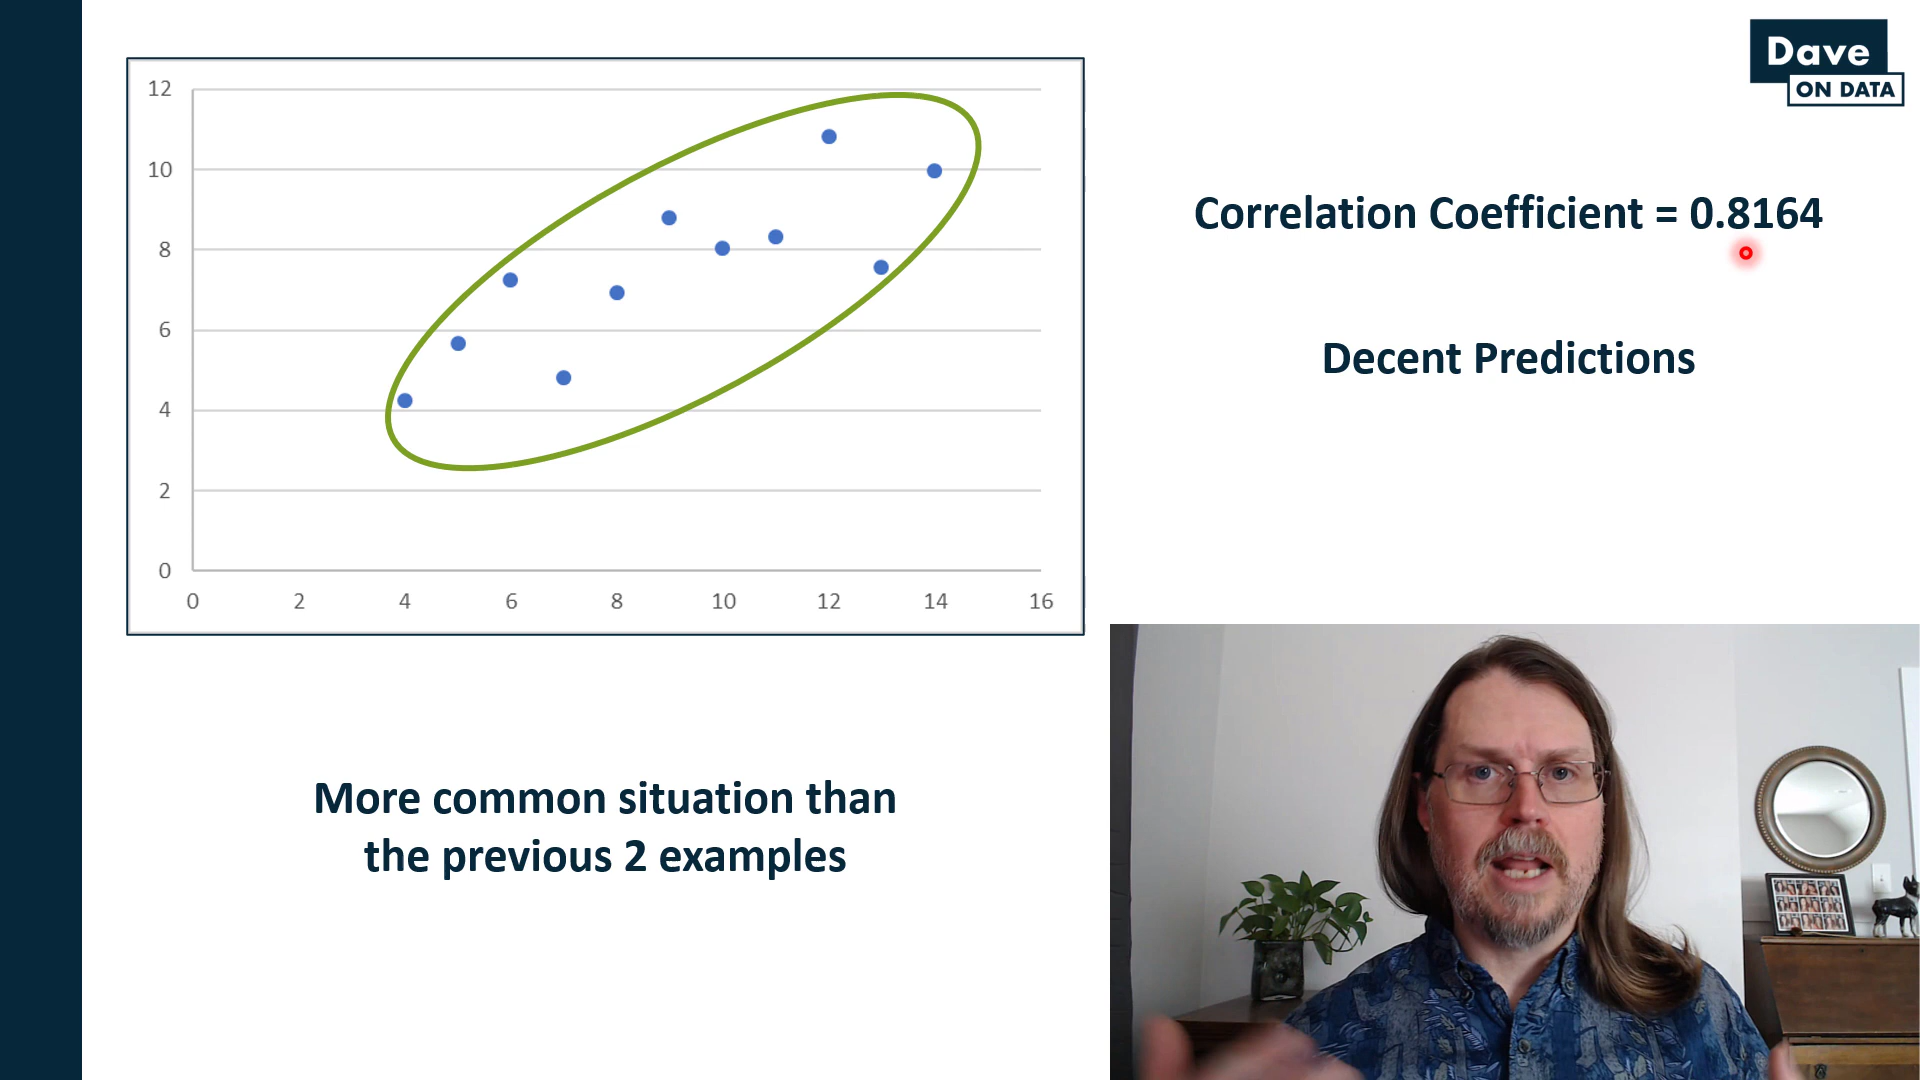 Dave
ON DATA
12
10
8
6
4
2
0
0 2 4 6 8 10 12 14 16
Correlation Coefficient = 0.8164
Decent Predictions
More common situation than
the previous 2 examples